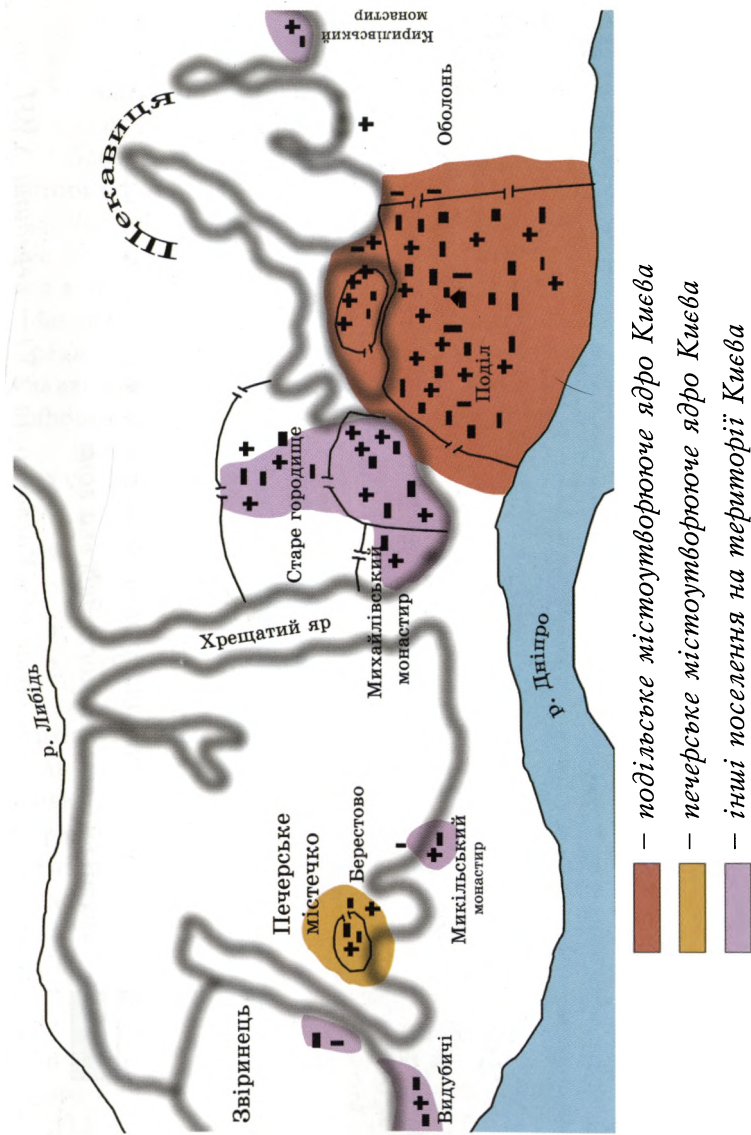 Кирилівський
монастир
Щекавиця
Оболонь
Поділ
Старе городище
Михайлівський
монастир
Хрещатий яр
р. Либідь
р. Дніпро
Печерське
містечко
Берестово
Микільський
монастир
Звіринець
Видубичі
– подільське містоутворююче ядро Києва
– печерське містоутворююче ядро Києва
– інші поселення на території Києва